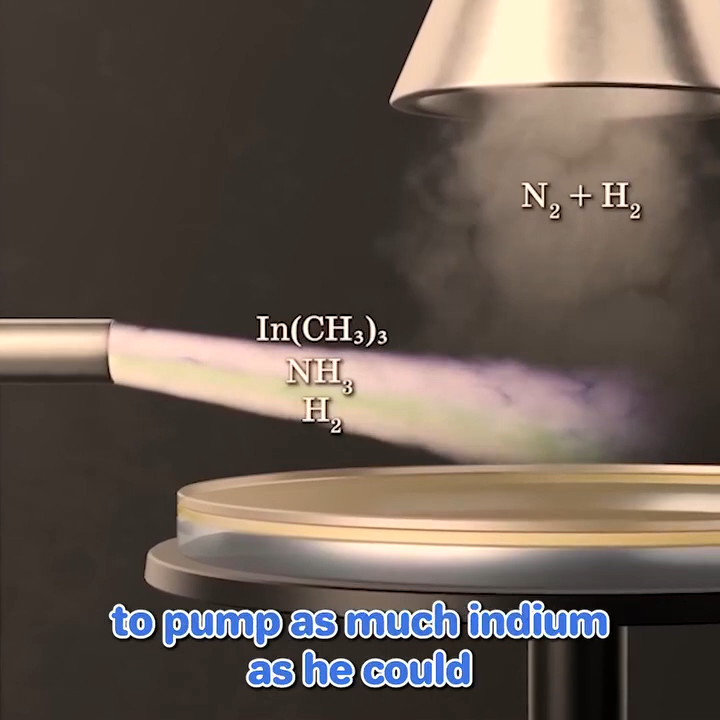 N₂ + H₂
In(CH₃)₃
NH₃
H₂
to pump as much indium
as he could